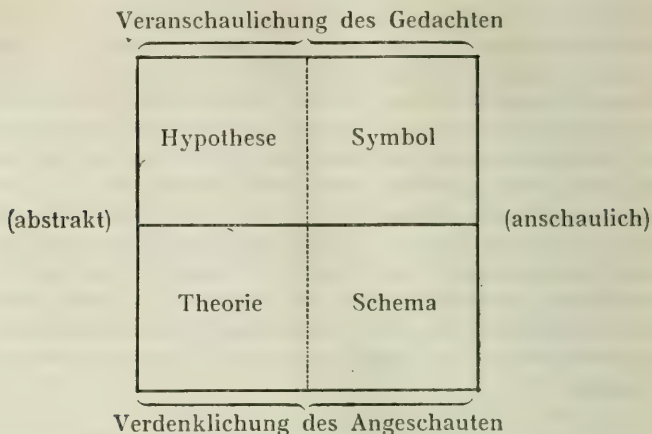 Veranschaulichung des Gedachten
Hypothese Symbol
(abstrakt) (anschaulich)
Theorie Schema
Verdenklichung des Angeschauten